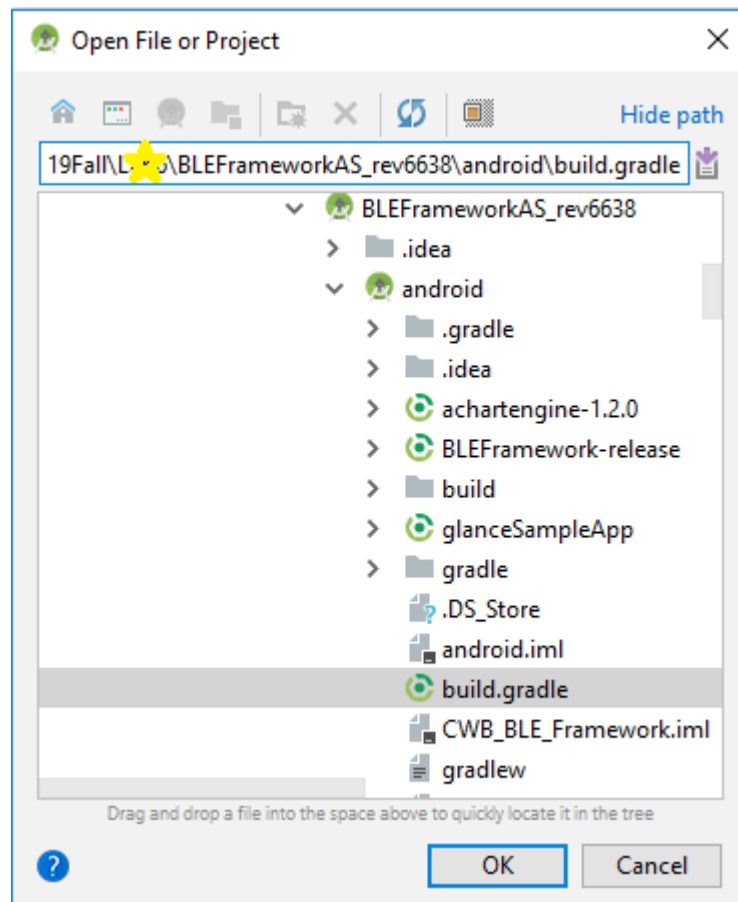 Open File or Project
Hide path
19Fall\ \BLEFrameworkAS_rev6638\android\build.gradle
BLEFrameworkAS_rev6638
.idea
android
.gradle
.idea
achartengine-1.2.0
BLEFramework-release
build
glanceSampleApp
gradle
.DS_Store
android.iml
build.gradle
CWB_BLE_Framework.iml
gradlew
Drag and drop a file into the space above to quickly locate it in the tree
?
OK Cancel